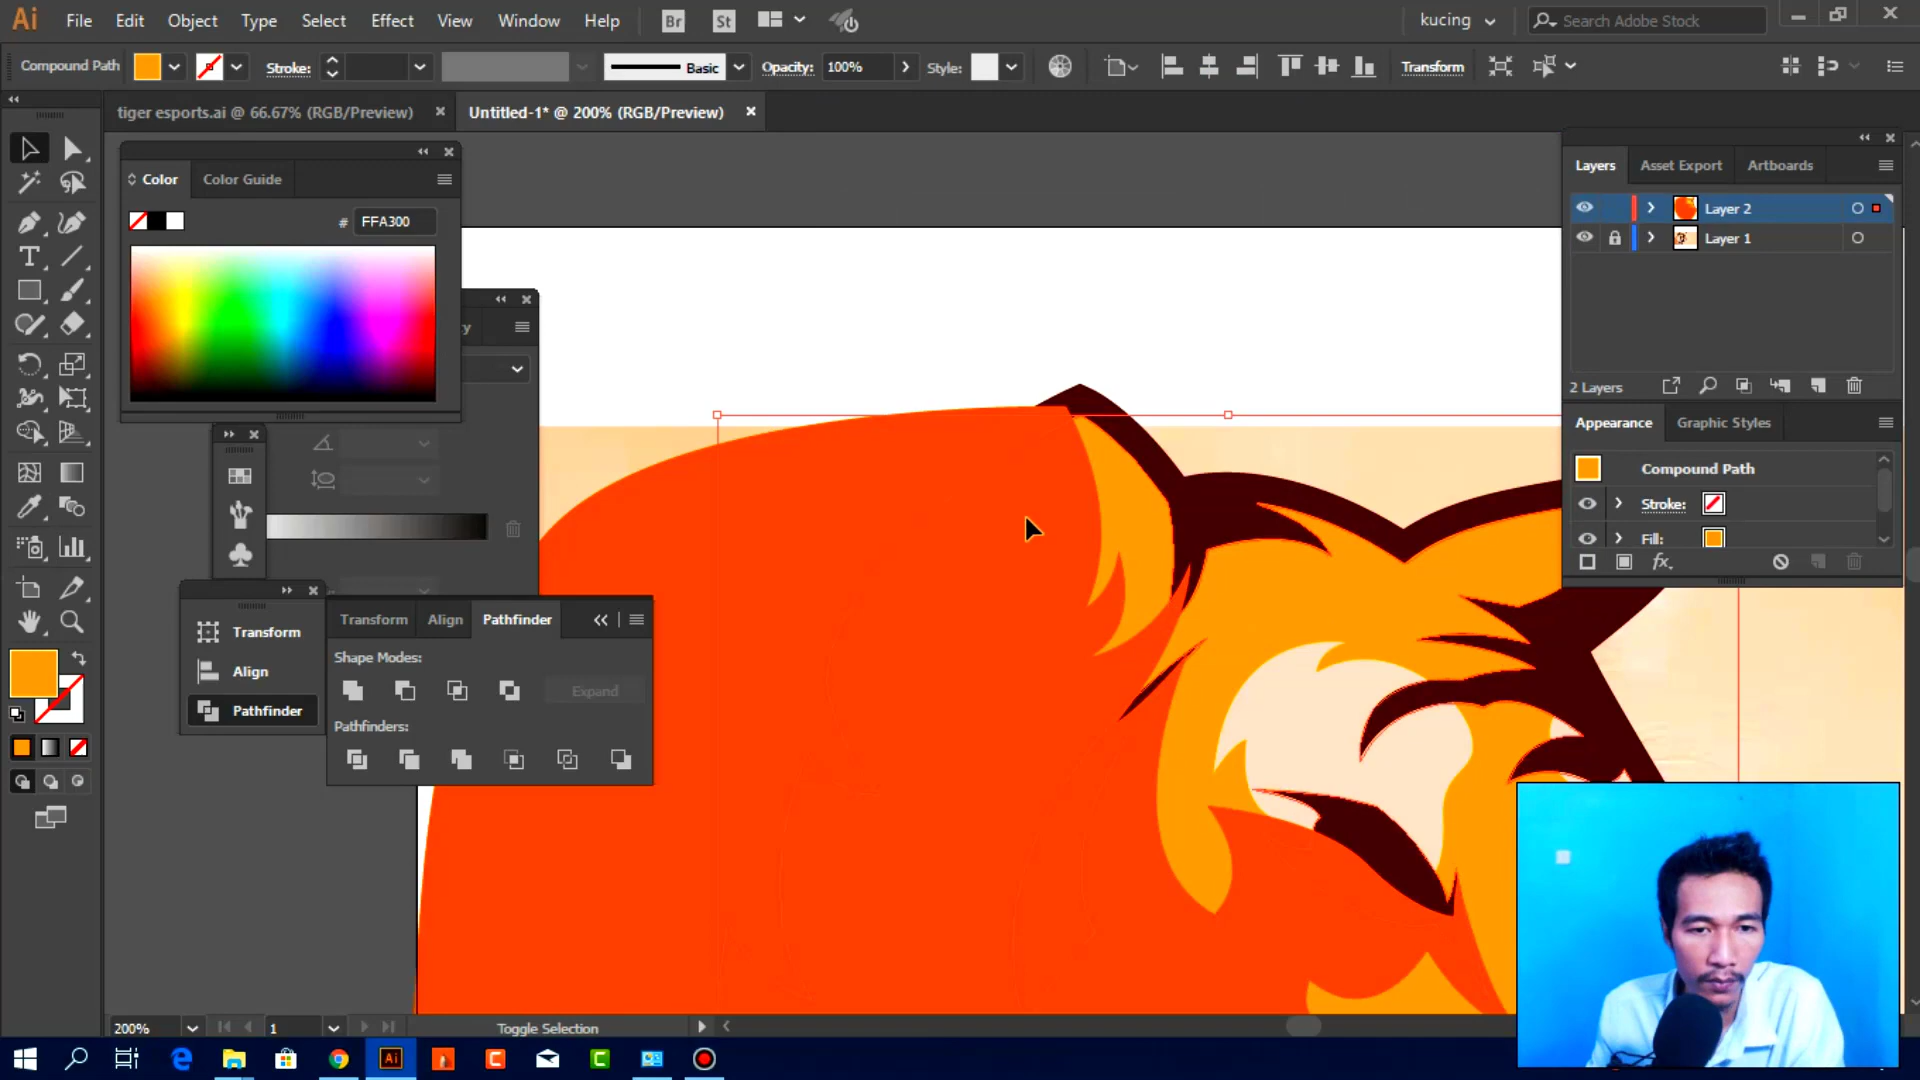 Ai File Edit Object Type Select Effect View Window Help Br St kucing Search Adobe Stock
Compound Path Stroke: Basic Opacity: 100% Style: Transform
tiger esports.ai @ 66.67% (RGB/Preview) Untitled-1* @ 200% (RGB/Preview)
Color Color Guide
# FFA300
Layers Asset Export Artboards
Layer 2
Layer 1
2 Layers
Appearance Graphic Styles
Compound Path
Stroke:
Fill:
fx
Transform
Align
Pathfinder
Transform Align Pathfinder
Shape Modes:
Expand
Pathfinders:
200% 1 Toggle Selection
Ai